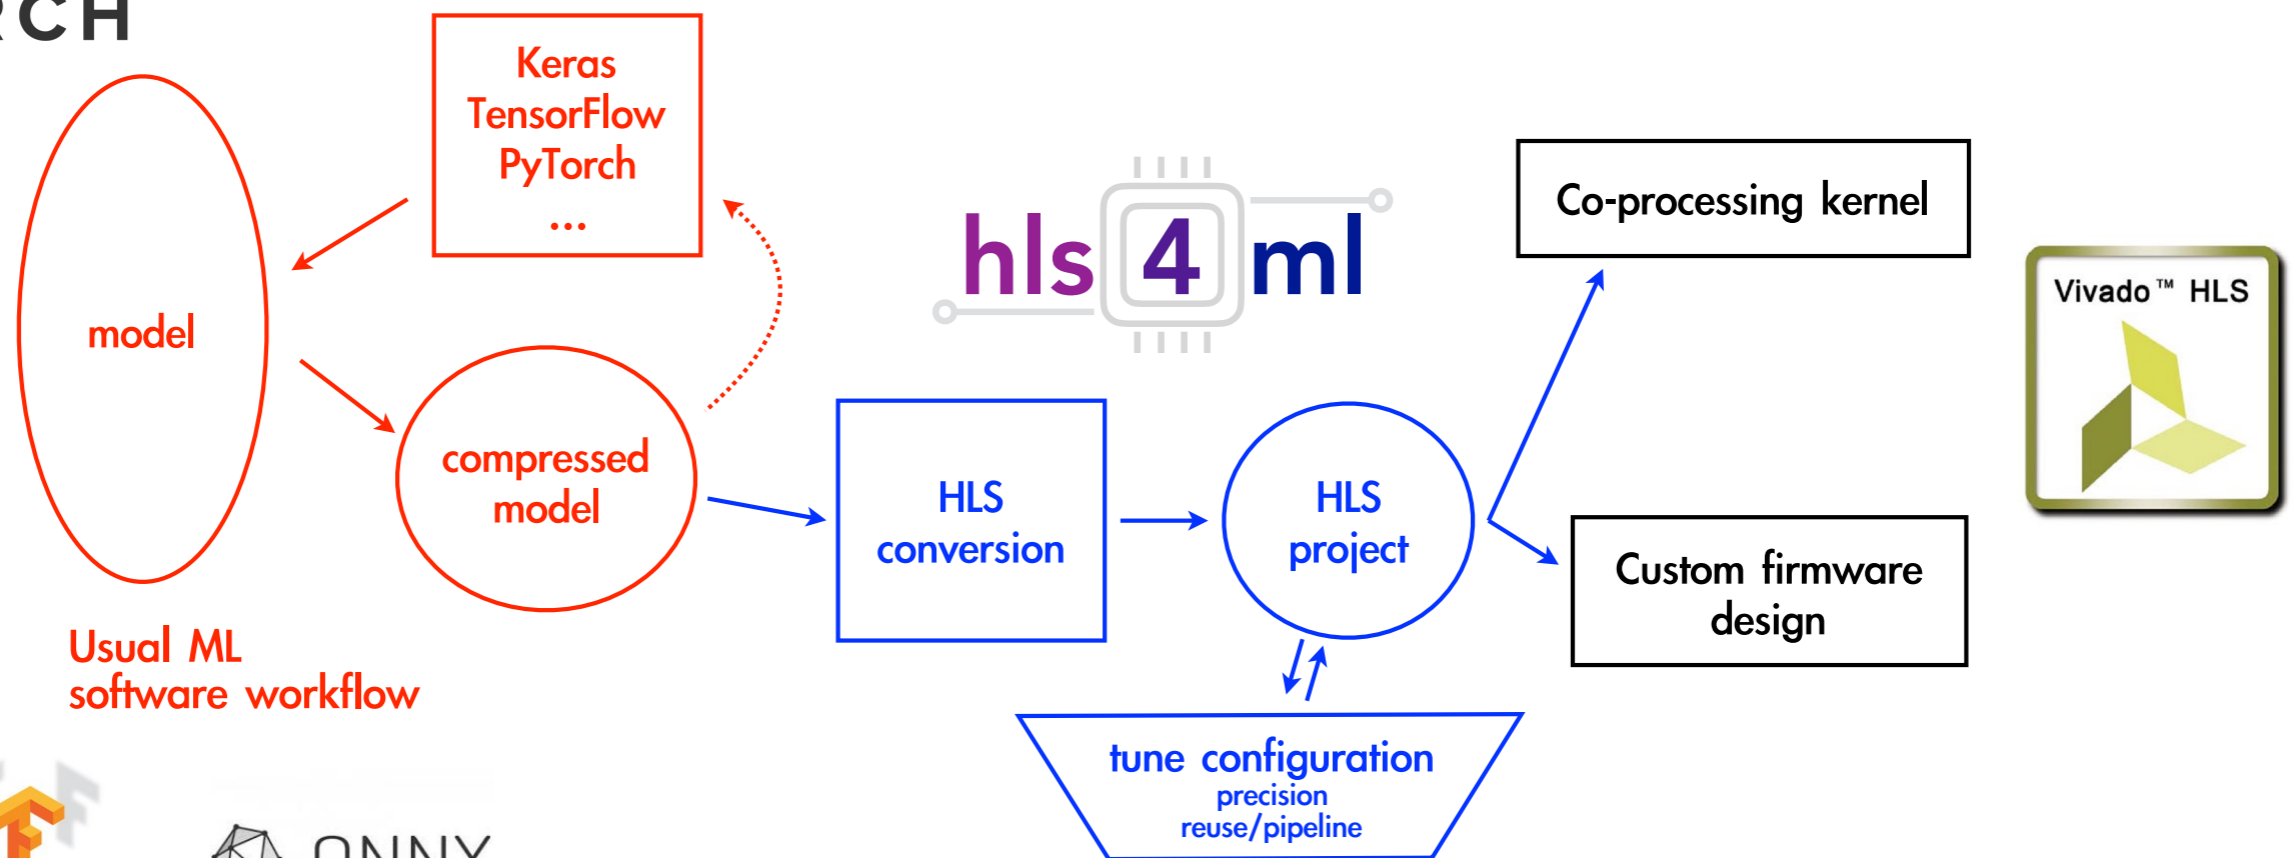 RCH
Keras
TensorFlow
PyTorch
...
model
compressed
model
Usual ML
software workflow
hls 4 ml
HLS
conversion
HLS
project
tune configuration
precision
reuse/pipeline
Co-processing kernel
Custom firmware
design
Vivado™ HLS